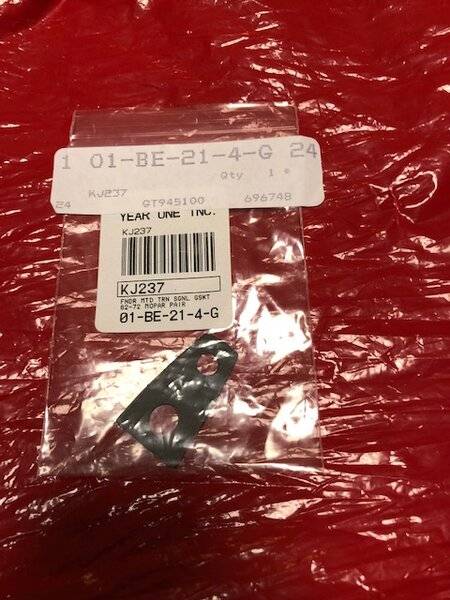 1 01-BE-21-4-G 24
Qty 1 *
KJ237
24 GT945100 696748
YEAR ONE INC.
KJ237
KJ237
FNDR MTD TRN SGNL GSKT
62-72 MOPAR PAIR
01-BE-21-4-G